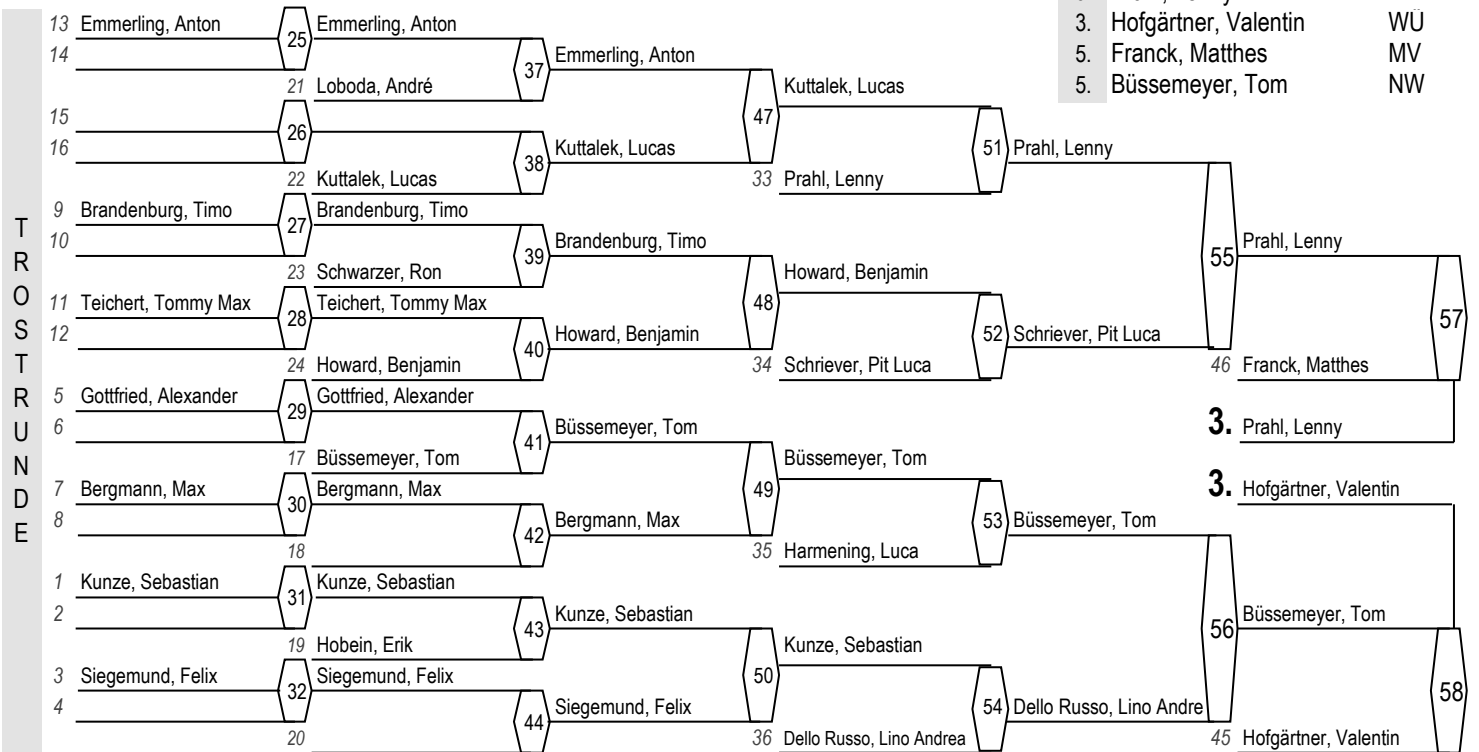 3. Hofgärtner, Valentin WÜ
5. Franck, Matthes MV
5. Büssemeyer, Tom NW
TROSTRUNDE
13 Emmerling, Anton 25 Emmerling, Anton
14 37 Emmerling, Anton
21 Loboda, André 47 Kuttalek, Lucas
15 26
16 38 Kuttalek, Lucas 51 Prahl, Lenny
22 Kuttalek, Lucas 33 Prahl, Lenny
9 Brandenburg, Timo 27 Brandenburg, Timo
10 39 Brandenburg, Timo 55 Prahl, Lenny
23 Schwarzer, Ron Howard, Benjamin
11 Teichert, Tommy Max 28 Teichert, Tommy Max 48 57
12 40 Howard, Benjamin 52 Schriever, Pit Luca
24 Howard, Benjamin 34 Schriever, Pit Luca 46 Franck, Matthes
5 Gottfried, Alexander 29 Gottfried, Alexander
6 41 Büssemeyer, Tom 3. Prahl, Lenny
17 Büssemeyer, Tom Büssemeyer, Tom
7 Bergmann, Max 30 Bergmann, Max 49 3. Hofgärtner, Valentin
8 42 Bergmann, Max 53 Büssemeyer, Tom
18 35 Harmening, Luca
1 Kunze, Sebastian 31 Kunze, Sebastian
2 43 Kunze, Sebastian 56 Büssemeyer, Tom
19 Hobein, Erik Kunze, Sebastian
3 Siegemund, Felix 32 Siegemund, Felix 50 58
4 44 Siegemund, Felix 54 Dello Russo, Lino Andre
20 36 Dello Russo, Lino Andrea 45 Hofgärtner, Valentin